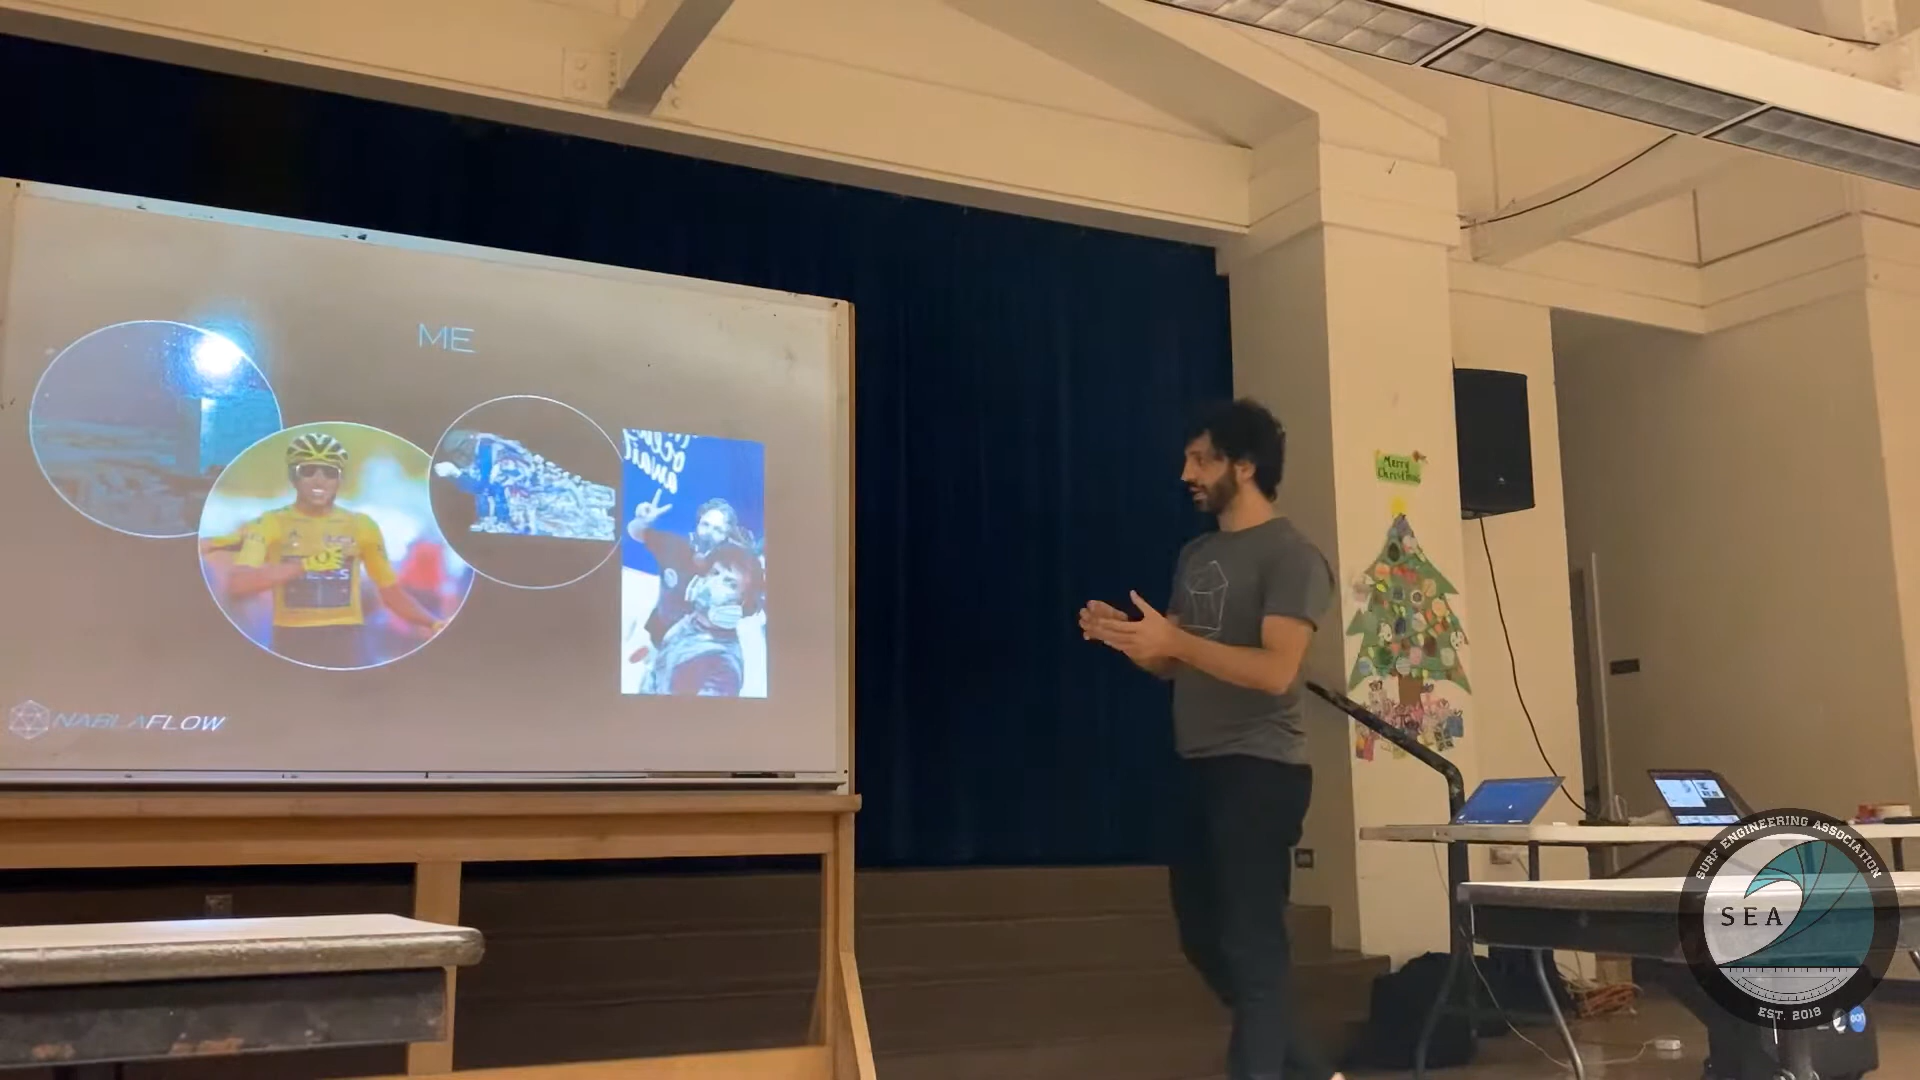 ME
NABLAFLOW
Merry
Christmas
SURF ENGINEERING ASSOCIATION
SEA
EST. 2019